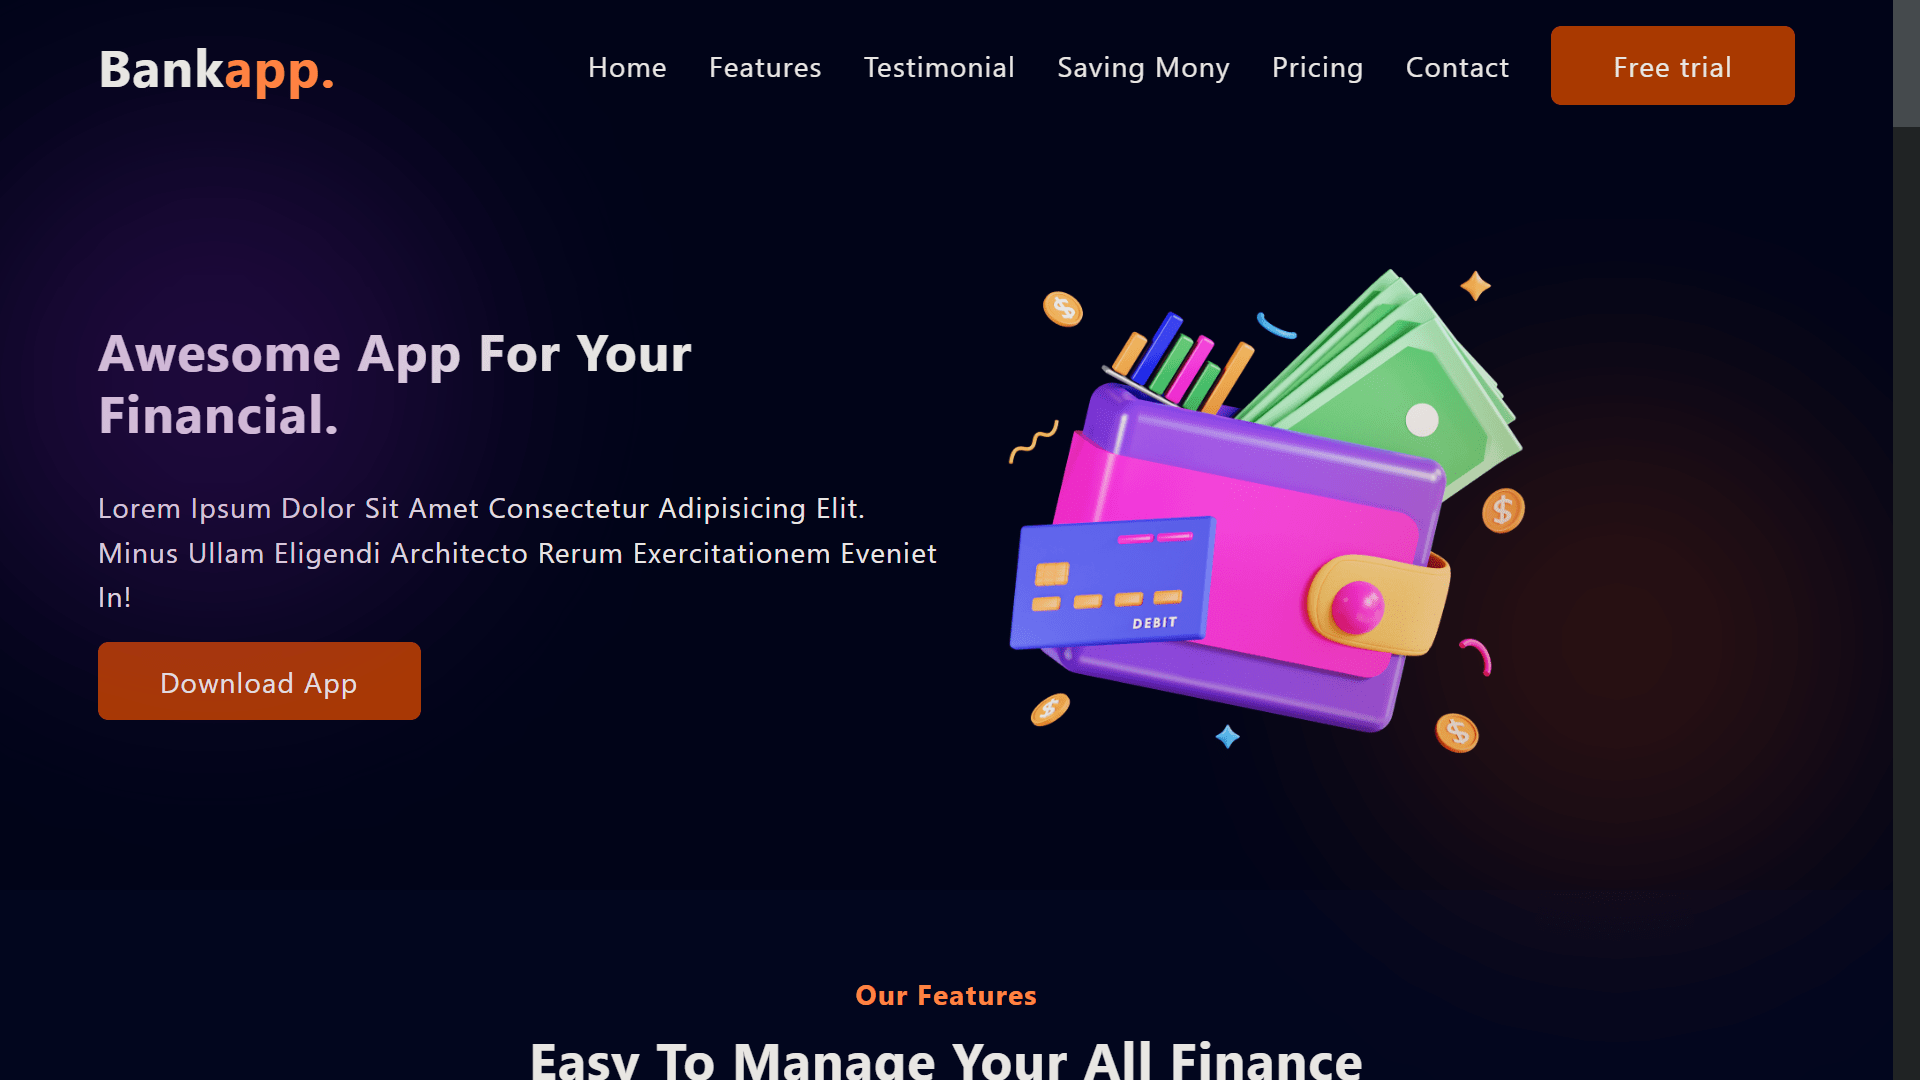 Bankapp.
Home Features Testimonial Saving Mony Pricing Contact Free trial
Awesome App For Your
Financial.
Lorem Ipsum Dolor Sit Amet Consectetur Adipisicing Elit.
Minus Ullam Eligendi Architecto Rerum Exercitationem Eveniet
In!
Download App
DEBIT
Our Features
Easy To Manage Your All Finance